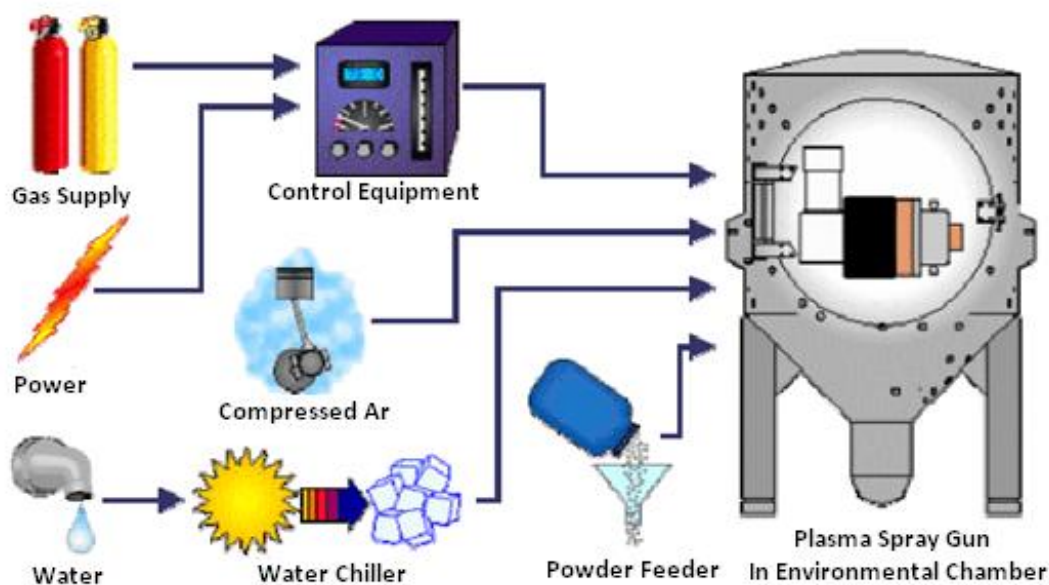 Gas Supply
Control Equipment
Power
Compressed Ar
Water
Water Chiller
Powder Feeder
Plasma Spray Gun
In Environmental Chamber